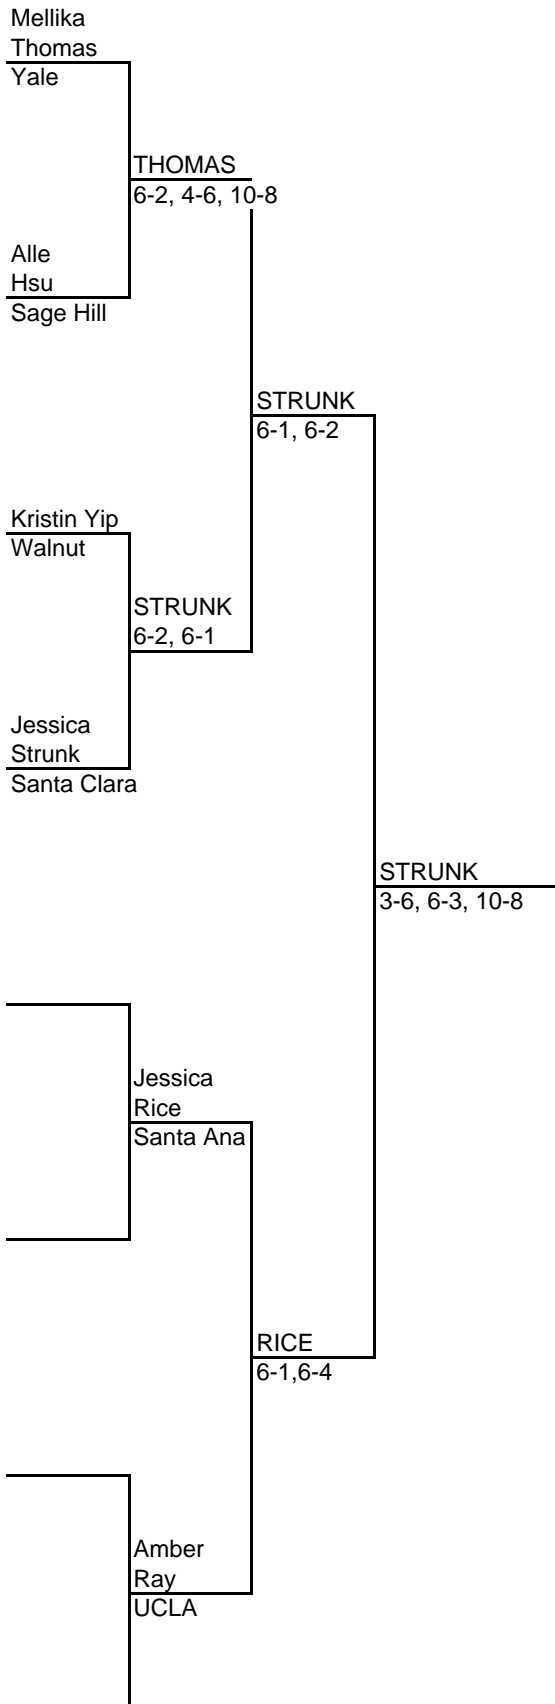 Mellika
Thomas
Yale
THOMAS
6-2, 4-6, 10-8
Alle
Hsu
Sage Hill
STRUNK
6-1, 6-2
Kristin Yip
Walnut
STRUNK
6-2, 6-1
Jessica
Strunk
Santa Clara
STRUNK
3-6, 6-3, 10-8
Jessica
Rice
Santa Ana
RICE
6-1,6-4
Amber
Ray
UCLA